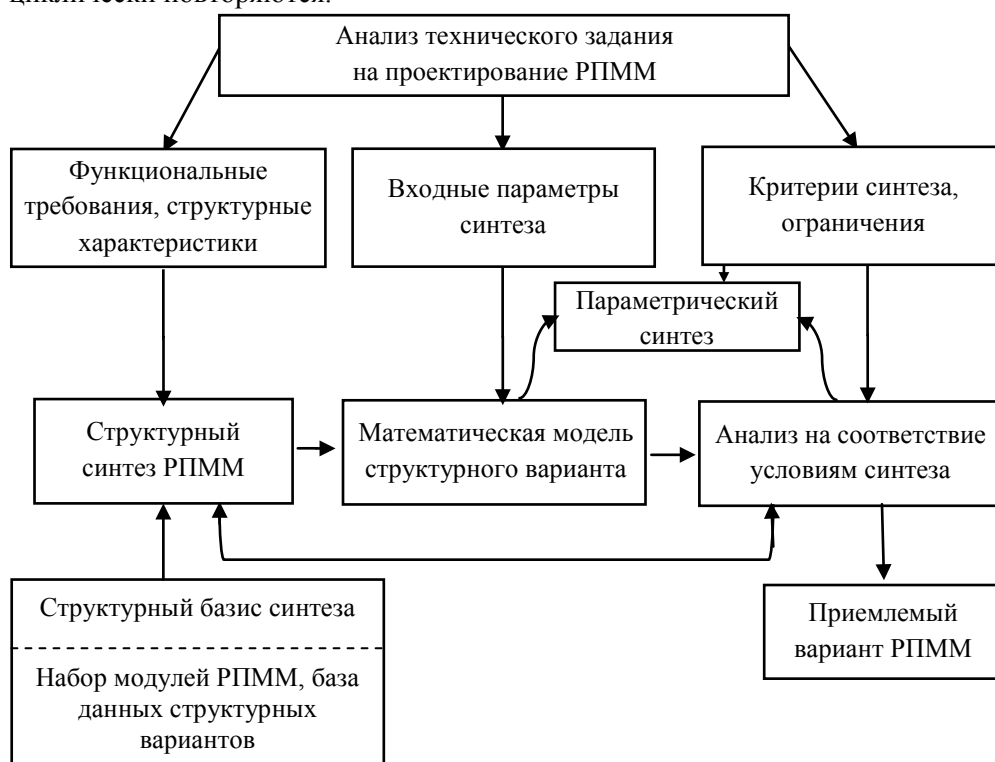 циклически повторяются.
Анализ технического задания
на проектирование РПММ
Функциональные
требования, структурные
характеристики
Входные параметры
синтеза
Критерии синтеза,
ограничения
Параметрический
синтез
Структурный
синтез РПММ
Математическая модель
структурного варианта
Анализ на соответствие
условиям синтеза
Структурный базис синтеза
Набор модулей РПММ, база
данных структурных
вариантов
Приемлемый
вариант РПММ